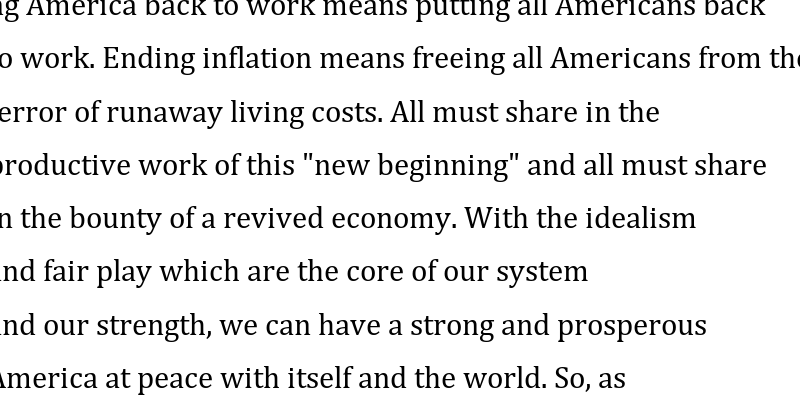 ng America back to work means putting all Americans back
o work. Ending inflation means freeing all Americans from the
error of runaway living costs. All must share in the
productive work of this "new beginning" and all must share
n the bounty of a revived economy. With the idealism
and fair play which are the core of our system
and our strength, we can have a strong and prosperous
America at peace with itself and the world. So, as